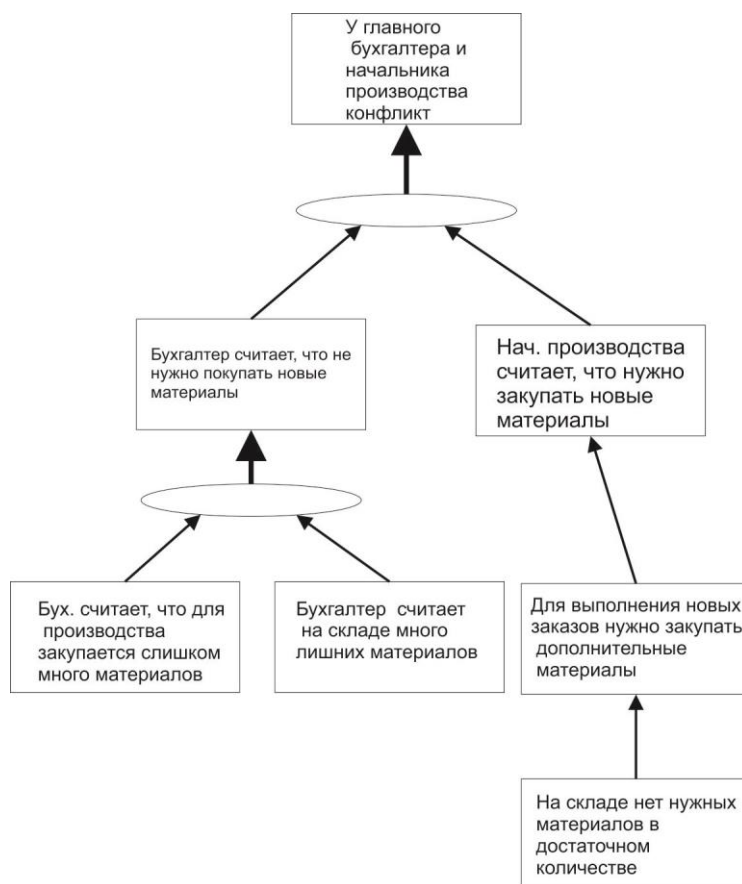 У главного
бухгалтера и
начальника
производства
конфликт
Бухгалтер считает, что не
нужно покупать новые
материалы
Нач. производства
считает, что нужно
закупать новые
материалы
Бух. считает, что для
производства
закупается слишком
много материалов
Бухгалтер считает
на складе много
лишних материалов
Для выполнения новых
заказов нужно закупать
дополнительные
материалы
На складе нет нужных
материалов в
достаточном
количестве